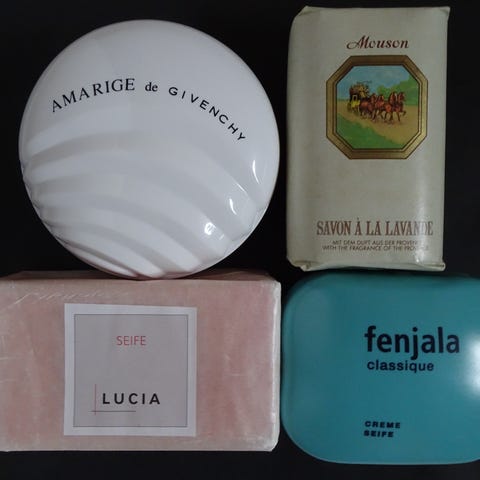 AMARIGE de GIVENCHY
Mouson
SAVON À LA LAVANDE
MIT DEM DUFT AUS DER PROVENCE
WITH THE FRAGRANCE OF THE PROVENCE
SEIFE
LUCIA
fenjala
classique
CREME
SEIFE